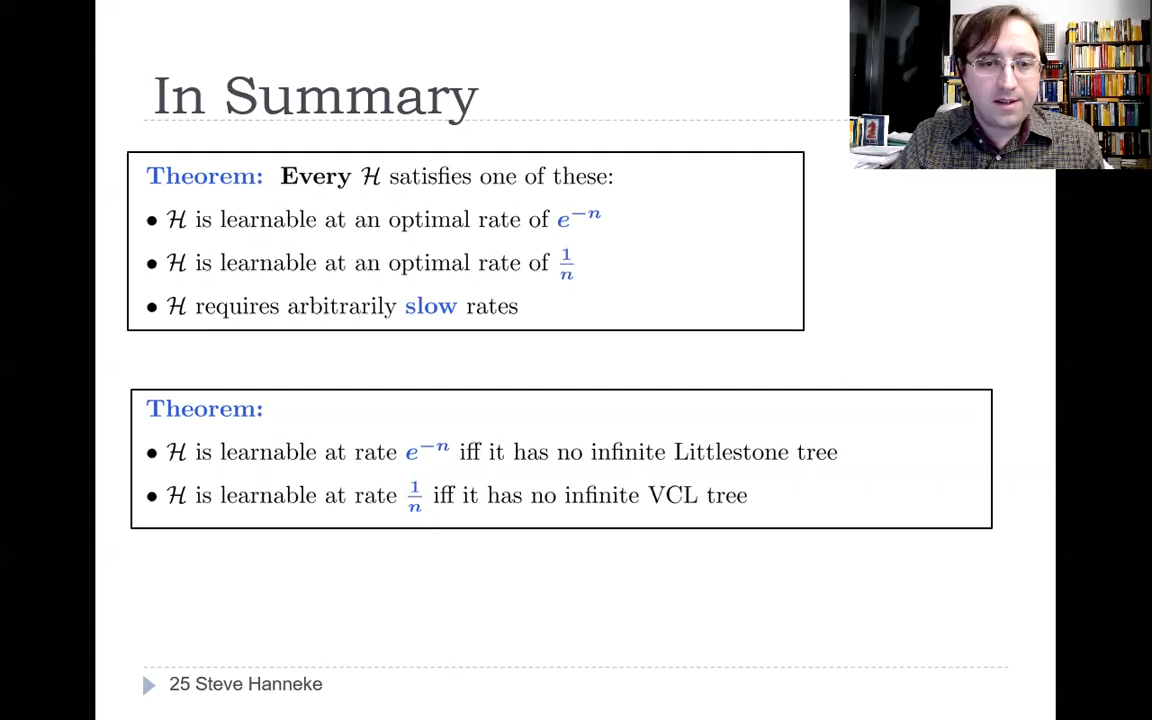 In Summary
Theorem: Every ℋ satisfies one of these:
• ℋ is learnable at an optimal rate of e⁻ⁿ
• ℋ is learnable at an optimal rate of 1/n
• ℋ requires arbitrarily slow rates
Theorem:
• ℋ is learnable at rate e⁻ⁿ iff it has no infinite Littlestone tree
• ℋ is learnable at rate 1/n iff it has no infinite VCL tree
25 Steve Hanneke